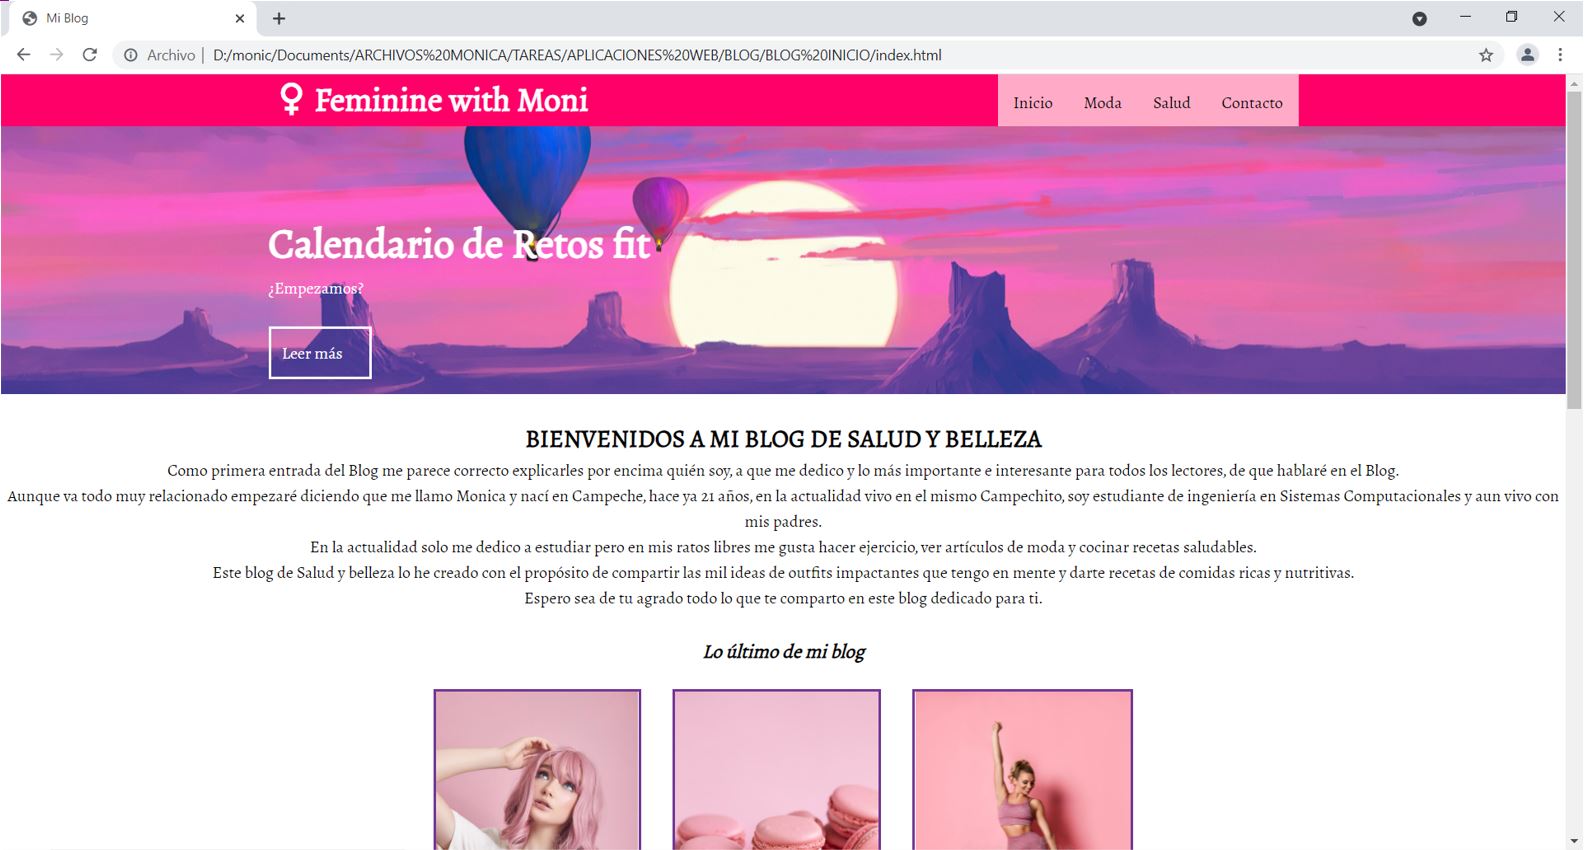 Mi Blog
Archivo | D:/monic/Documents/ARCHIVOS%20MONICA/TAREAS/APLICACIONES%20WEB/BLOG/BLOG%20INICIO/index.html
Feminine with Moni
Inicio Moda Salud Contacto
Calendario de Retos fit
¿Empezamos?
Leer más
BIENVENIDOS A MI BLOG DE SALUD Y BELLEZA
Como primera entrada del Blog me parece correcto explicarles por encima quién soy, a que me dedico y lo más importante e interesante para todos los lectores, de que hablaré en el Blog.
Aunque va todo muy relacionado empezaré diciendo que me llamo Monica y nací en Campeche, hace ya 21 años, en la actualidad vivo en el mismo Campechito, soy estudiante de ingeniería en Sistemas Computacionales y aun vivo con
mis padres.
En la actualidad solo me dedico a estudiar pero en mis ratos libres me gusta hacer ejercicio, ver artículos de moda y cocinar recetas saludables.
Este blog de Salud y belleza lo he creado con el propósito de compartir las mil ideas de outfits impactantes que tengo en mente y darte recetas de comidas ricas y nutritivas.
Espero sea de tu agrado todo lo que te comparto en este blog dedicado para ti.
Lo último de mi blog